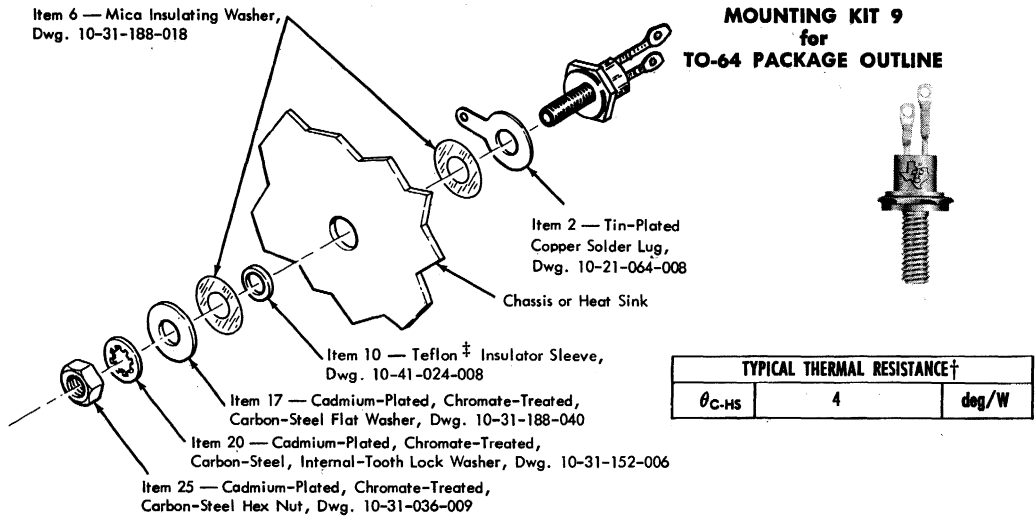 Item 6 — Mica Insulating Washer,
Dwg. 10-31-188-018
MOUNTING KIT 9
for
TO-64 PACKAGE OUTLINE
Item 2 — Tin-Plated
Copper Solder Lug,
Dwg. 10-21-064-008
Chassis or Heat Sink
Item 10 — Teflon‡ Insulator Sleeve,
Dwg. 10-41-024-008
Item 17 — Cadmium-Plated, Chromate-Treated,
Carbon-Steel Flat Washer, Dwg. 10-31-188-040
Item 20 — Cadmium-Plated, Chromate-Treated,
Carbon-Steel, Internal-Tooth Lock Washer, Dwg. 10-31-152-006
Item 25 — Cadmium-Plated, Chromate-Treated,
Carbon-Steel Hex Nut, Dwg. 10-31-036-009
TYPICAL THERMAL RESISTANCE†
θC-HS 4 deg/W